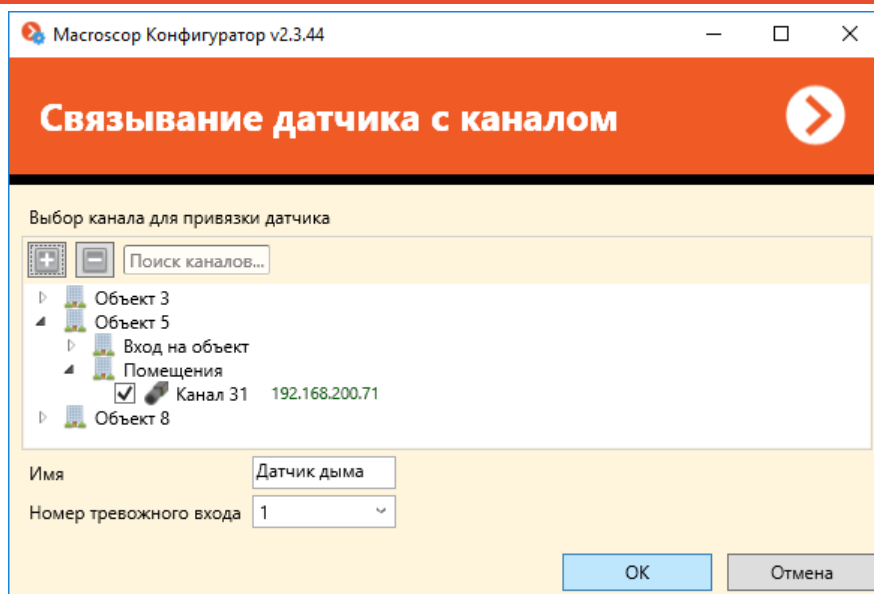 Macroscop Конфигуратор v2.3.44
Связывание датчика с каналом
Выбор канала для привязки датчика
Поиск каналов...
Объект 3
Объект 5
Вход на объект
Помещения
Канал 31 192.168.200.71
Объект 8
Имя Датчик дыма
Номер тревожного входа 1
ОК Отмена